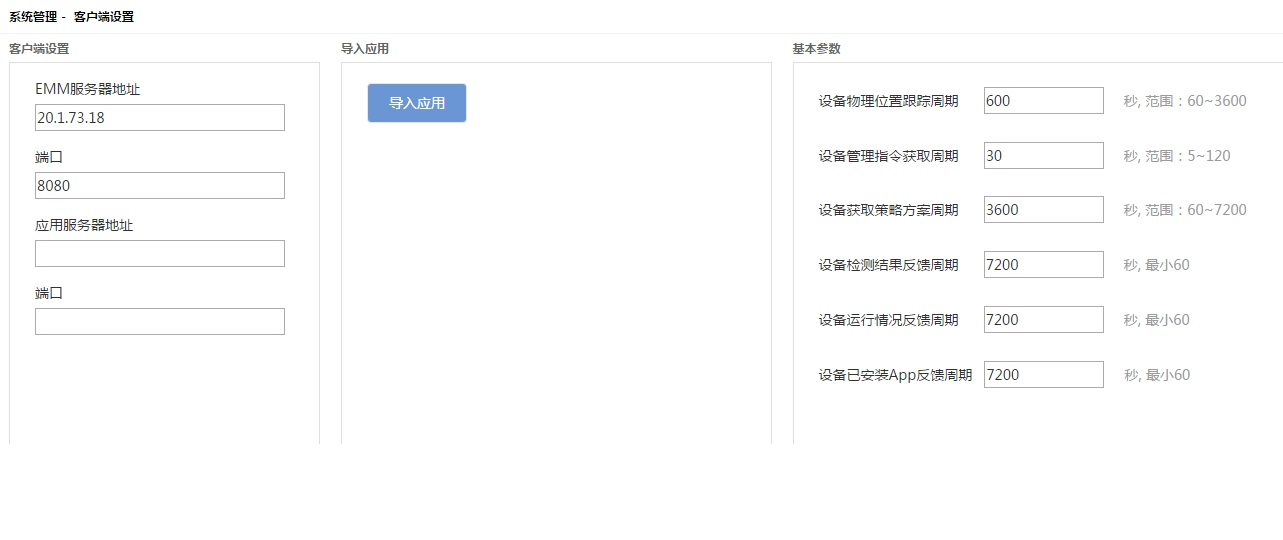 系统管理 - 客户端设置
客户端设置
EMM服务器地址
20.1.73.18
端口
8080
应用服务器地址
端口
导入应用
导入应用
基本参数
设备物理位置跟踪周期 600 秒, 范围：60~3600
设备管理指令获取周期 30 秒, 范围：5~120
设备获取策略方案周期 3600 秒, 范围：60~7200
设备检测结果反馈周期 7200 秒, 最小60
设备运行情况反馈周期 7200 秒, 最小60
设备已安装App反馈周期 7200 秒, 最小60